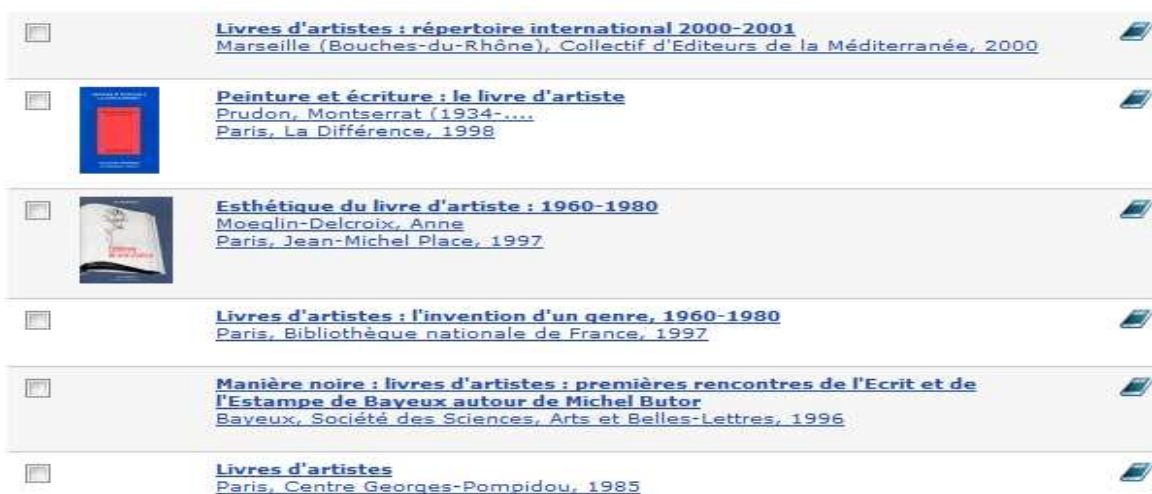 Livres d'artistes : répertoire international 2000-2001
Marseille (Bouches-du-Rhône), Collectif d'Editeurs de la Méditerranée, 2000
Peinture et écriture : le livre d'artiste
Prudon, Montserrat (1934-....
Paris, La Différence, 1998
Esthétique du livre d'artiste : 1960-1980
Moeglin-Delcroix, Anne
Paris, Jean-Michel Place, 1997
Livres d'artistes : l'invention d'un genre, 1960-1980
Paris, Bibliothèque nationale de France, 1997
Manière noire : livres d'artistes : premières rencontres de l'Ecrit et de
l'Estampe de Bayeux autour de Michel Butor
Bayeux, Société des Sciences, Arts et Belles-Lettres, 1996
Livres d'artistes
Paris, Centre Georges-Pompidou, 1985